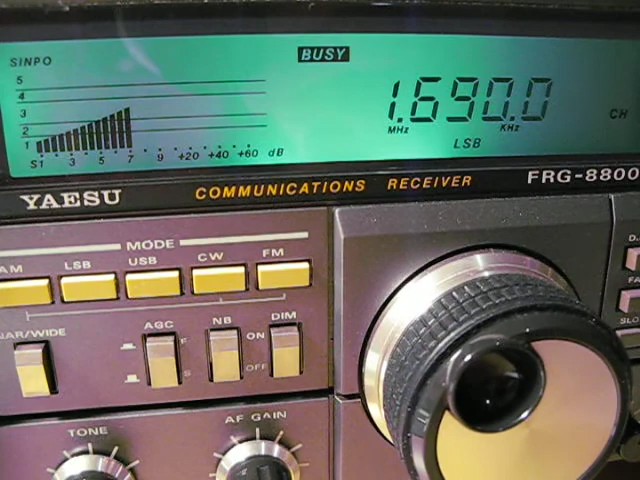 SINPO
BUSY
5
4
3
2
1
S1 3 5 7 9 +20 +40 +60 dB
1.690.0
MHz KHz
LSB
CH
YAESU
COMMUNICATIONS RECEIVER
FRG-8800
MODE
AM LSB USB CW FM
NAR/WIDE AGC NB DIM
F ON
S OFF
TONE
AF GAIN
D.
FA
SLO